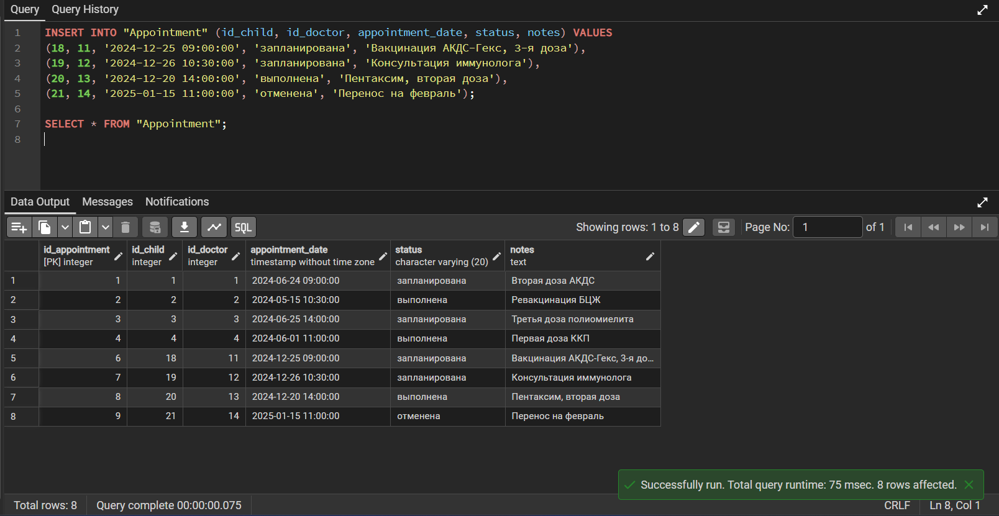 Query Query History
1 INSERT INTO "Appointment" (id_child, id_doctor, appointment_date, status, notes) VALUES
2 (18, 11, '2024-12-25 09:00:00', 'запланирована', 'Вакцинация АКДС-Гекс, 3-я доза'),
3 (19, 12, '2024-12-26 10:30:00', 'запланирована', 'Консультация иммунолога'),
4 (20, 13, '2024-12-20 14:00:00', 'выполнена', 'Пентаксим, вторая доза'),
5 (21, 14, '2025-01-15 11:00:00', 'отменена', 'Перенос на февраль');
6
7 SELECT * FROM "Appointment";
8
Data Output Messages Notifications
SQL Showing rows: 1 to 8 Page No: 1 of 1
id_appointment id_child id_doctor appointment_date status notes
[PK] integer integer integer timestamp without time zone character varying (20) text
1 1 1 1 2024-06-24 09:00:00 запланирована Вторая доза АКДС
2 2 2 2 2024-05-15 10:30:00 выполнена Ревакцинация БЦЖ
3 3 3 3 2024-06-25 14:00:00 запланирована Третья доза полиомиелита
4 4 4 4 2024-06-01 11:00:00 выполнена Первая доза ККП
5 6 18 11 2024-12-25 09:00:00 запланирована Вакцинация АКДС-Гекс, 3-я до...
6 7 19 12 2024-12-26 10:30:00 запланирована Консультация иммунолога
7 8 20 13 2024-12-20 14:00:00 выполнена Пентаксим, вторая доза
8 9 21 14 2025-01-15 11:00:00 отменена Перенос на февраль
Successfully run. Total query runtime: 75 msec. 8 rows affected.
Total rows: 8 Query complete 00:00:00.075 CRLF Ln 8, Col 1